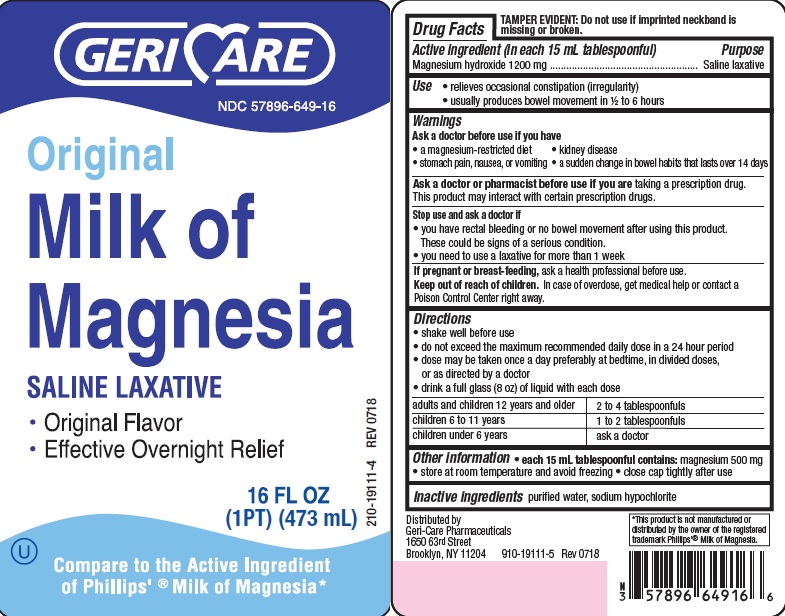 GERI CARE
NDC 57896-649-16
Original
Milk of
Magnesia
SALINE LAXATIVE
• Original Flavor
• Effective Overnight Relief
16 FL OZ
(1PT) (473 mL)
210-19111-4 REV 0718
U
Compare to the Active Ingredient
of Phillips' ® Milk of Magnesia*
Drug Facts
TAMPER EVIDENT: Do not use if imprinted neckband is
missing or broken.
Active Ingredient (in each 15 mL tablespoonful) Purpose
Magnesium hydroxide 1200 mg ..................................................... Saline laxative
Use • relieves occasional constipation (irregularity)
• usually produces bowel movement in ½ to 6 hours
Warnings
Ask a doctor before use if you have
• a magnesium-restricted diet • kidney disease
• stomach pain, nausea, or vomiting • a sudden change in bowel habits that lasts over 14 days
Ask a doctor or pharmacist before use if you are taking a prescription drug.
This product may interact with certain prescription drugs.
Stop use and ask a doctor if
• you have rectal bleeding or no bowel movement after using this product.
These could be signs of a serious condition.
• you need to use a laxative for more than 1 week
If pregnant or breast-feeding, ask a health professional before use.
Keep out of reach of children. In case of overdose, get medical help or contact a
Poison Control Center right away.
Directions
• shake well before use
• do not exceed the maximum recommended daily dose in a 24 hour period
• dose may be taken once a day preferably at bedtime, in divided doses,
or as directed by a doctor
• drink a full glass (8 oz) of liquid with each dose
adults and children 12 years and older 2 to 4 tablespoonfuls
children 6 to 11 years 1 to 2 tablespoonfuls
children under 6 years ask a doctor
Other information • each 15 mL tablespoonful contains: magnesium 500 mg
• store at room temperature and avoid freezing • close cap tightly after use
Inactive Ingredients purified water, sodium hypochlorite
Distributed by
Geri-Care Pharmaceuticals
1650 63rd Street
Brooklyn, NY 11204 910-19111-5 Rev 0718
*This product is not manufactured or
distributed by the owner of the registered
trademark Phillips'® Milk of Magnesia.
N
3 57896 64916 6